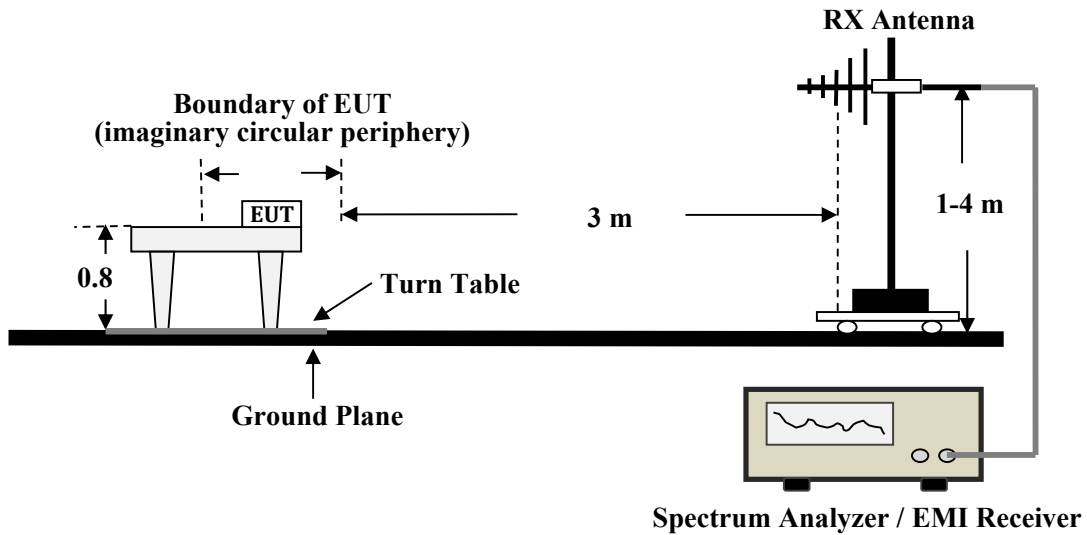 RX Antenna
Boundary of EUT
(imaginary circular periphery)
EUT
3 m
1-4 m
0.8
Turn Table
Ground Plane
Spectrum Analyzer / EMI Receiver